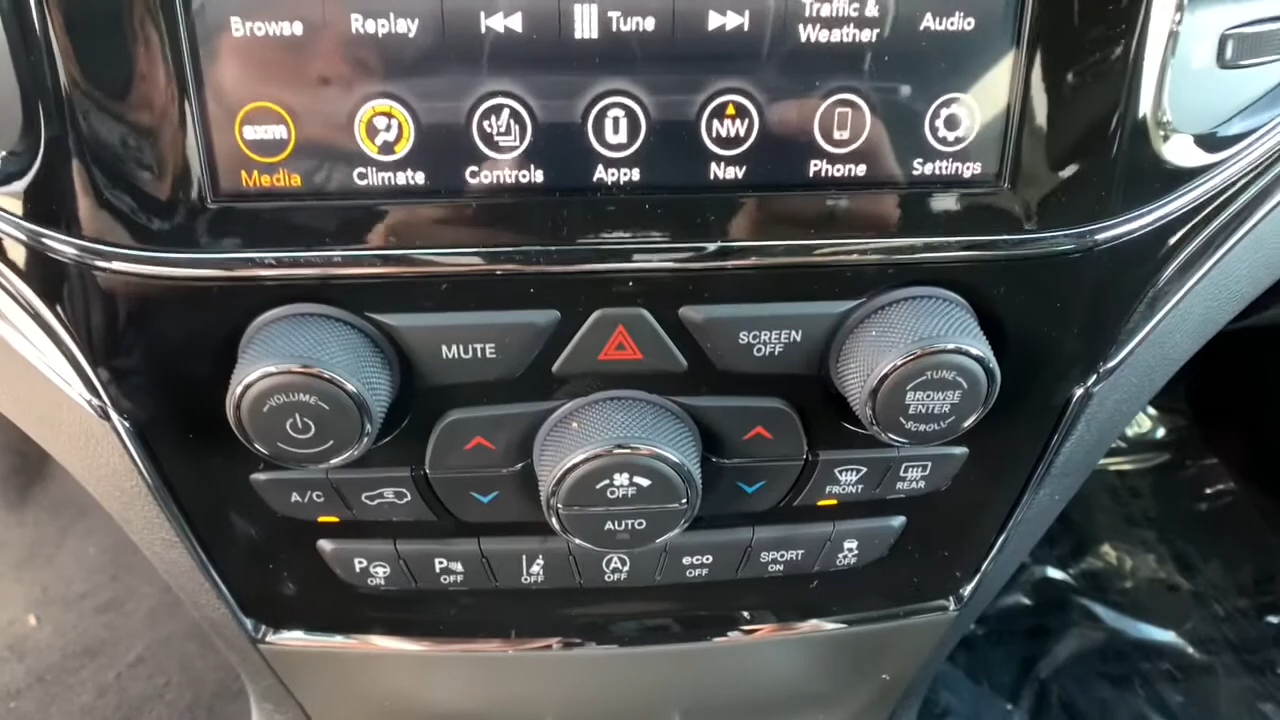 Browse
Replay
Tune
Traffic &
Weather
Audio
sxm
NW
Media
Climate
Controls
Apps
Nav
Phone
Settings
MUTE
SCREEN
OFF
VOLUME
TUNE
BROWSE
ENTER
SCROLL
OFF
AUTO
A/C
FRONT
REAR
P
ON
P
OFF
OFF
A
OFF
eco
OFF
SPORT
ON
OFF